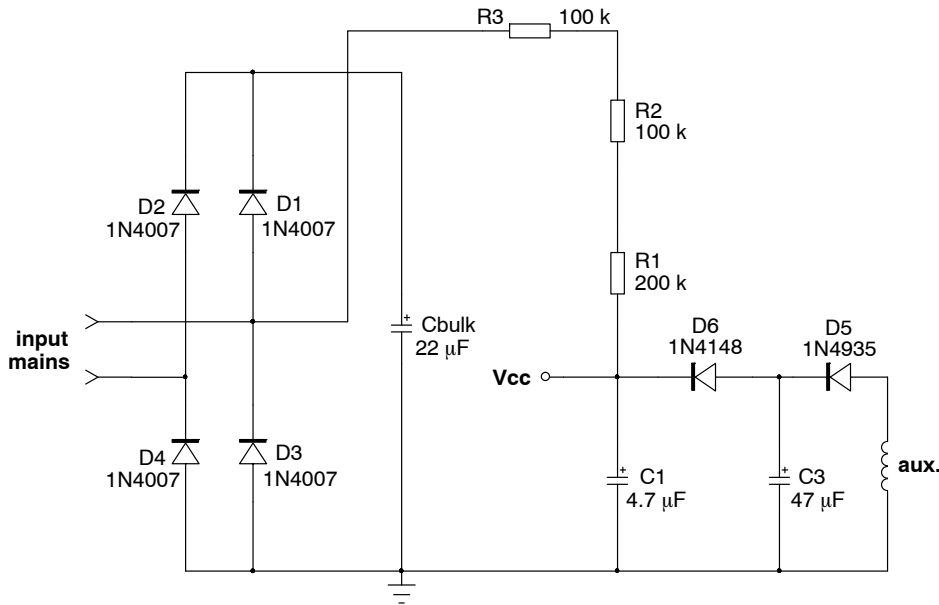 R3
100 k
R2
100 k
D2
1N4007
D1
1N4007
R1
200 k
input
mains
Cbulk
22 μF
+
D6
1N4148
D5
1N4935
Vcc
D4
1N4007
D3
1N4007
+
C1
4.7 μF
+
C3
47 μF
aux.